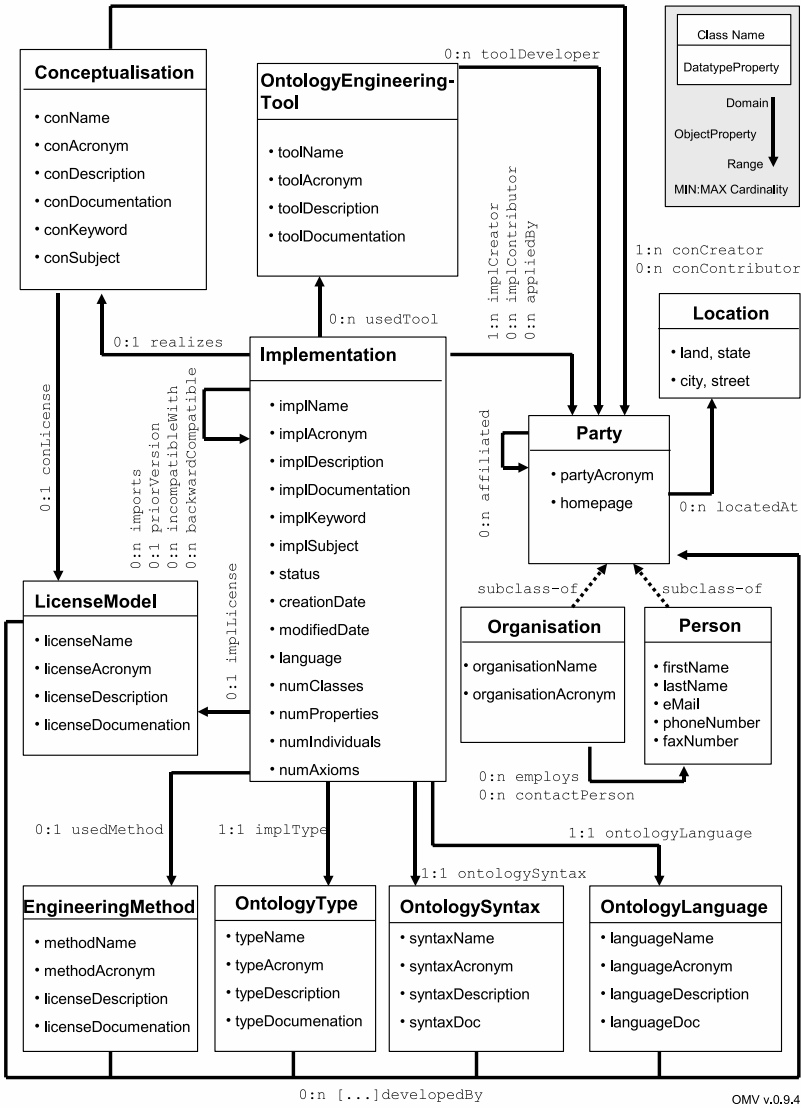 0:n toolDeveloper
Class Name
DatatypeProperty
Domain
ObjectProperty
Range
MIN:MAX Cardinality
Conceptualisation
• conName
• conAcronym
• conDescription
• conDocumentation
• conKeyword
• conSubject
OntologyEngineering-
Tool
• toolName
• toolAcronym
• toolDescription
• toolDocumentation
1:n implCreator
0:n implContributor
0:n appliedBy
1:n conCreator
0:n conContributor
Location
• land, state
• city, street
0:n usedTool
0:1 realizes
0:1 conLicense
Implementation
• implName
• implAcronym
• implDescription
• implDocumentation
• implKeyword
• implSubject
• status
• creationDate
• modifiedDate
• language
• numClasses
• numProperties
• numIndividuals
• numAxioms
0:n imports
0:1 priorVersion
0:n incompatibleWith
0:n backwardCompatible
0:1 implLicense
0:n affiliated
Party
• partyAcronym
• homepage
0:n locatedAt
subclass-of
subclass-of
LicenseModel
• licenseName
• licenseAcronym
• licenseDescription
• licenseDocumenation
Organisation
• organisationName
• organisationAcronym
Person
• firstName
• lastName
• eMail
• phoneNumber
• faxNumber
0:n employs
0:n contactPerson
0:1 usedMethod
1:1 implType
1:1 ontologyLanguage
1:1 ontologySyntax
EngineeringMethod
• methodName
• methodAcronym
• licenseDescription
• licenseDocumenation
OntologyType
• typeName
• typeAcronym
• typeDescription
• typeDocumenation
OntologySyntax
• syntaxName
• syntaxAcronym
• syntaxDescription
• syntaxDoc
OntologyLanguage
• languageName
• languageAcronym
• languageDescription
• languageDoc
0:n [...]developedBy
OMV v.0.9.4